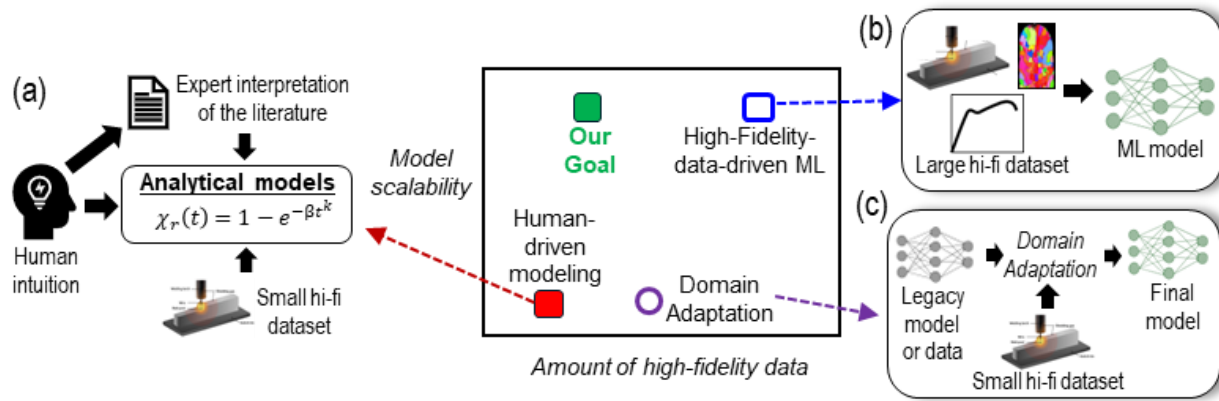 (a)
Expert interpretation
of the literature
Analytical models
χᵣ(t) = 1 − e^{−βt^k}
Human
intuition
Small hi-fi
dataset
Model
scalability
Our
Goal
High-Fidelity-
data-driven ML
Human-
driven modeling
Domain
Adaptation
Amount of high-fidelity data
(b)
Large hi-fi dataset
ML model
(c)
Domain
Adaptation
Legacy
model
or data
Final
model
Small hi-fi dataset